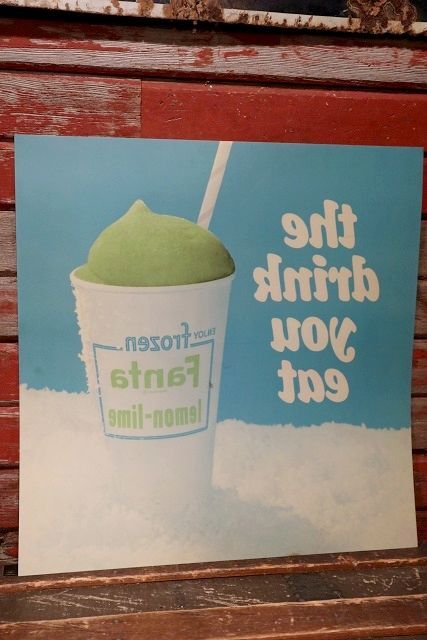 the
drink
you
eat
ENJOY frozen
Fanta
lemon-lime